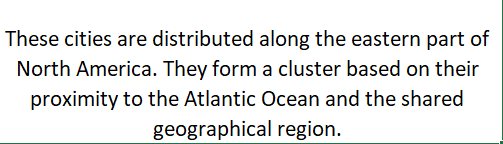 These cities are distributed along the eastern part of
North America. They form a cluster based on their
proximity to the Atlantic Ocean and the shared
geographical region.